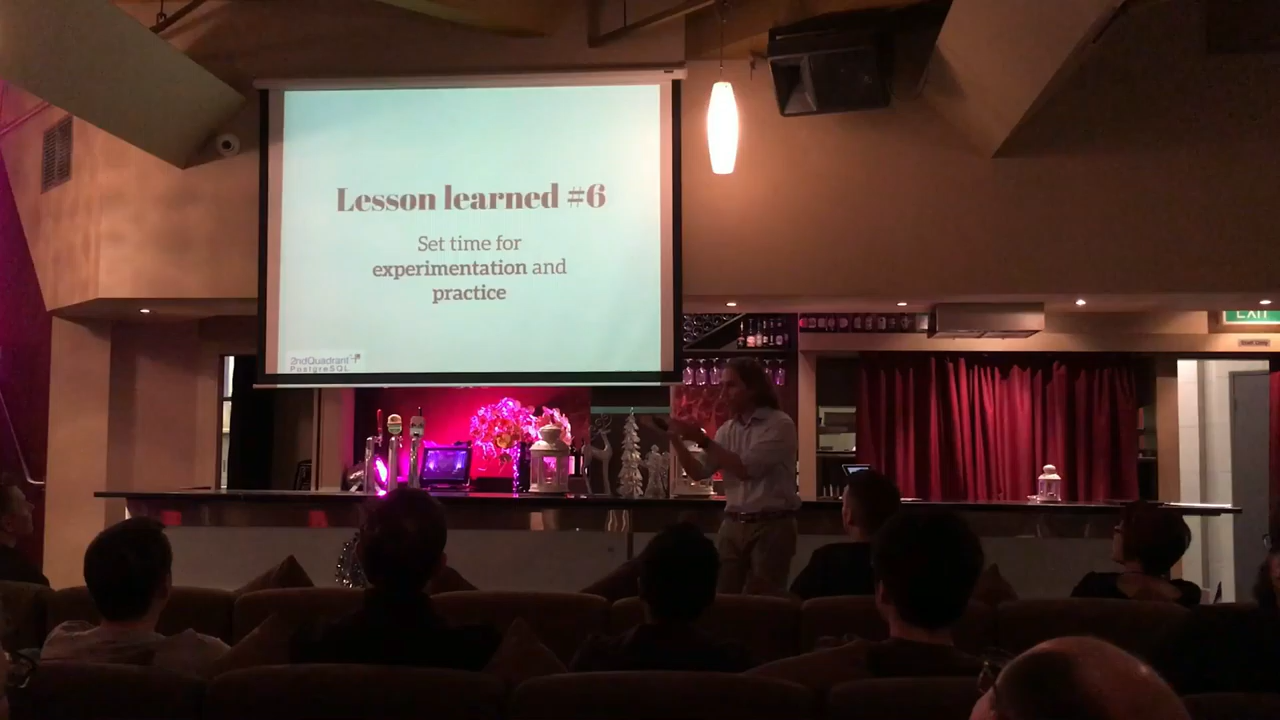 Lesson learned #6
Set time for
experimentation and
practice
2ndQuadrant
PostgreSQL
EXIT